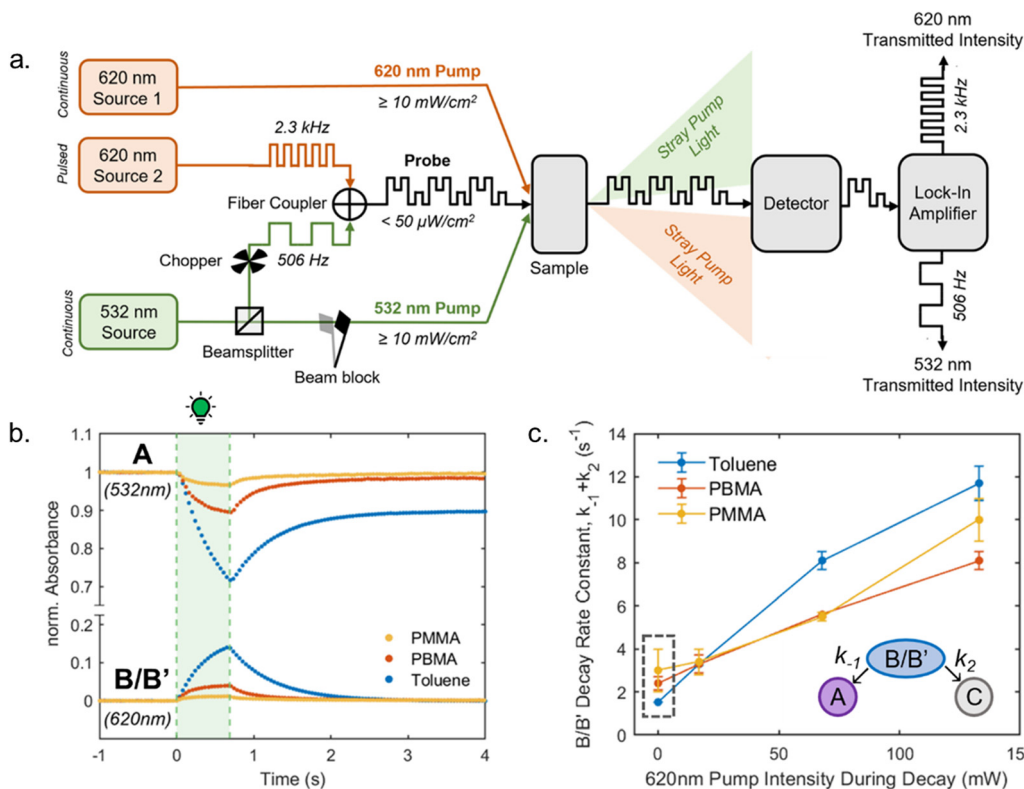 a.
Continuous
620 nm
Source 1
620 nm Pump
≥ 10 mW/cm²
Pulsed
620 nm
Source 2
2.3 kHz
Fiber Coupler
Probe
< 50 µW/cm²
Chopper
506 Hz
Continuous
532 nm
Source
Beamsplitter
Beam block
532 nm Pump
≥ 10 mW/cm²
Sample
Stray Pump
Light
Stray Pump
Light
Detector
Lock-In
Amplifier
620 nm
Transmitted Intensity
2.3 kHz
506 Hz
532 nm
Transmitted Intensity
b.
norm. Absorbance
1.1
1
0.9
0.8
0.7
0.2
0.1
0
A
(532nm)
B/B'
(620nm)
PMMA
PBMA
Toluene
-1
0
1
2
3
4
Time (s)
c.
B/B' Decay Rate Constant, k₋₁+k₂ (s⁻¹)
14
12
10
8
6
4
2
0
Toluene
PBMA
PMMA
B/B'
k₋₁
k₂
A
C
0
50
100
15
620nm Pump Intensity During Decay (mW)